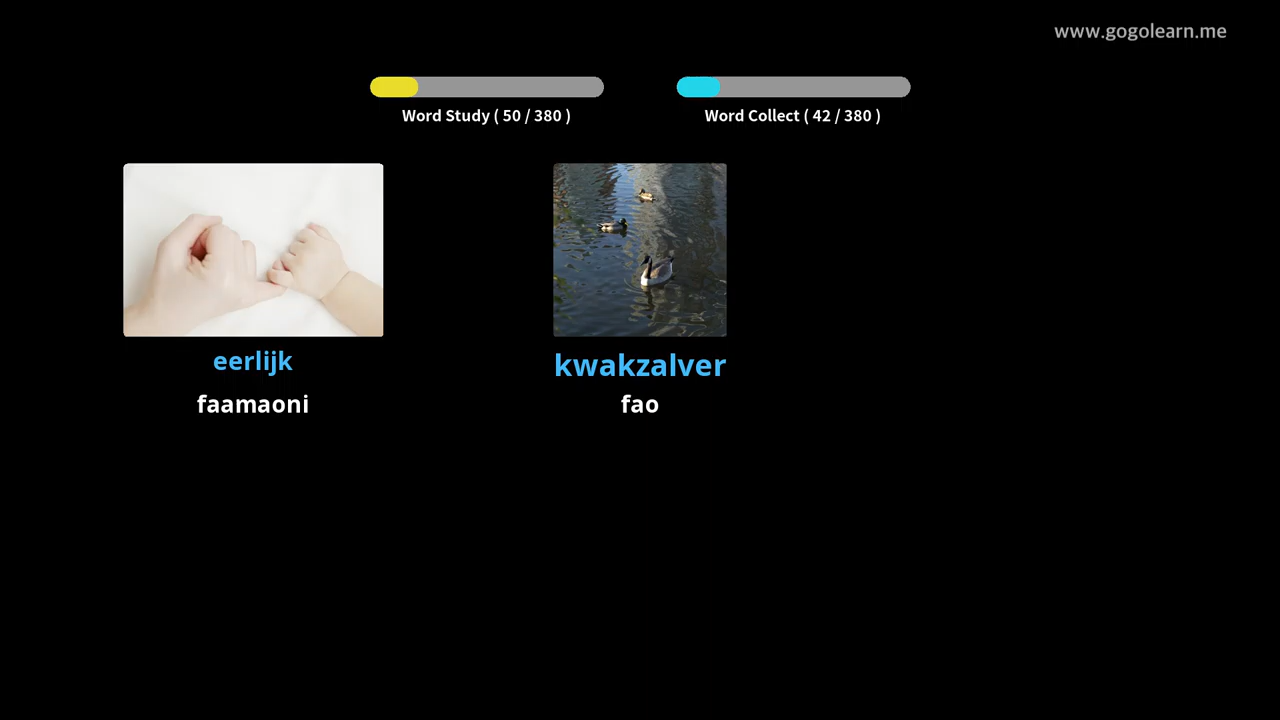 www.gogolearn.me
Word Study ( 50 / 380 )
Word Collect ( 42 / 380 )
eerlijk
faamaoni
kwakzalver
fao